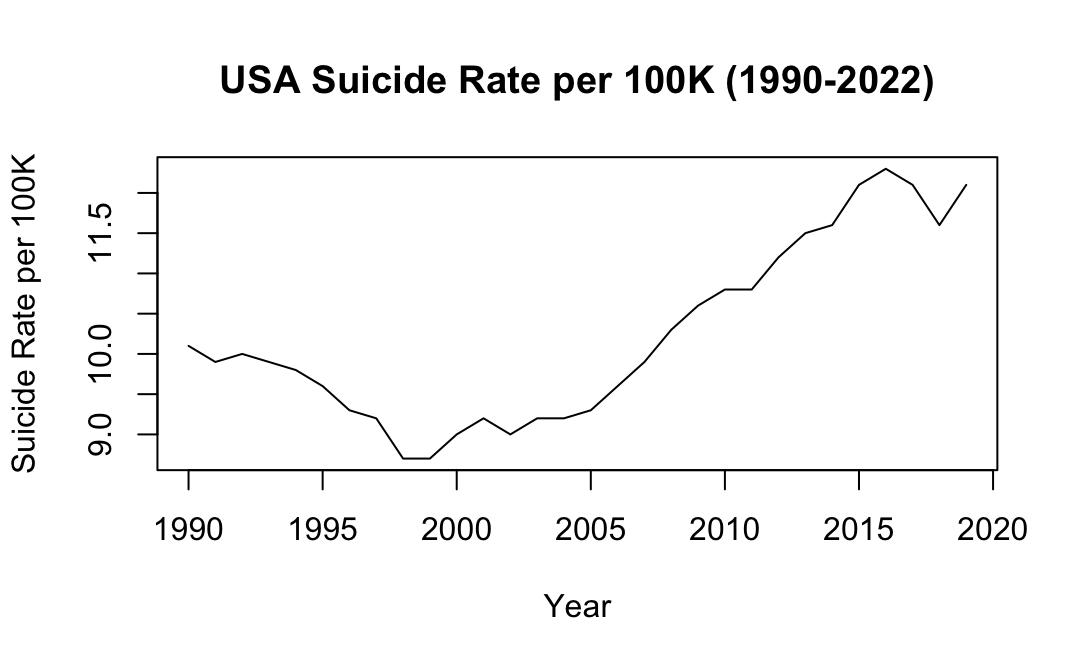 USA Suicide Rate per 100K (1990-2022)
Suicide Rate per 100K
11.5
10.0
9.0
1990 1995 2000 2005 2010 2015 2020
Year